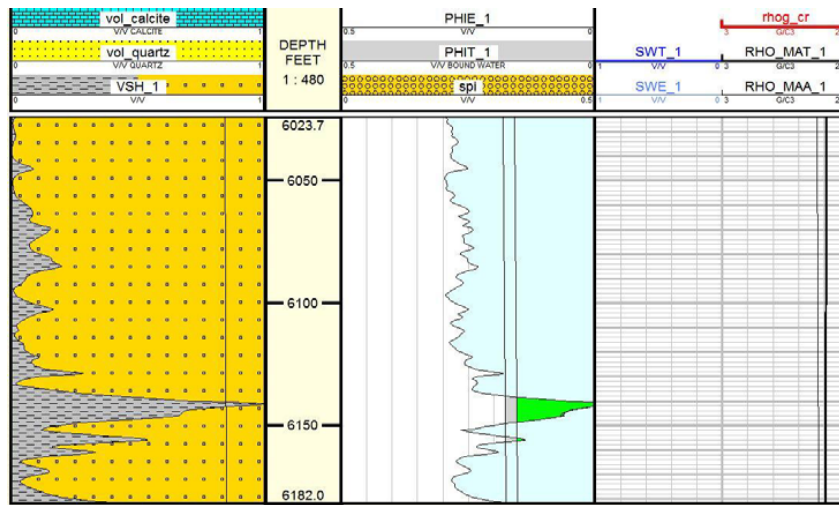 vol_calcite
0 V/V CALCITE 1
vol_quartz
0 V/V QUARTZ 1
VSH_1
0 V/V 1
DEPTH
FEET
1 : 480
PHIE_1
0.5 V/V 0
PHIT_1
0.5 V/V BOUND WATER 0
spi
0 V/V 0.5
SWT_1
1 V/V 0
SWE_1
1 V/V 0
rhog_cr
3 G/C3 2
RHO_MAT_1
3 G/C3 2
RHO_MAA_1
3 G/C3 2
6023.7
6050
6100
6150
6182.0